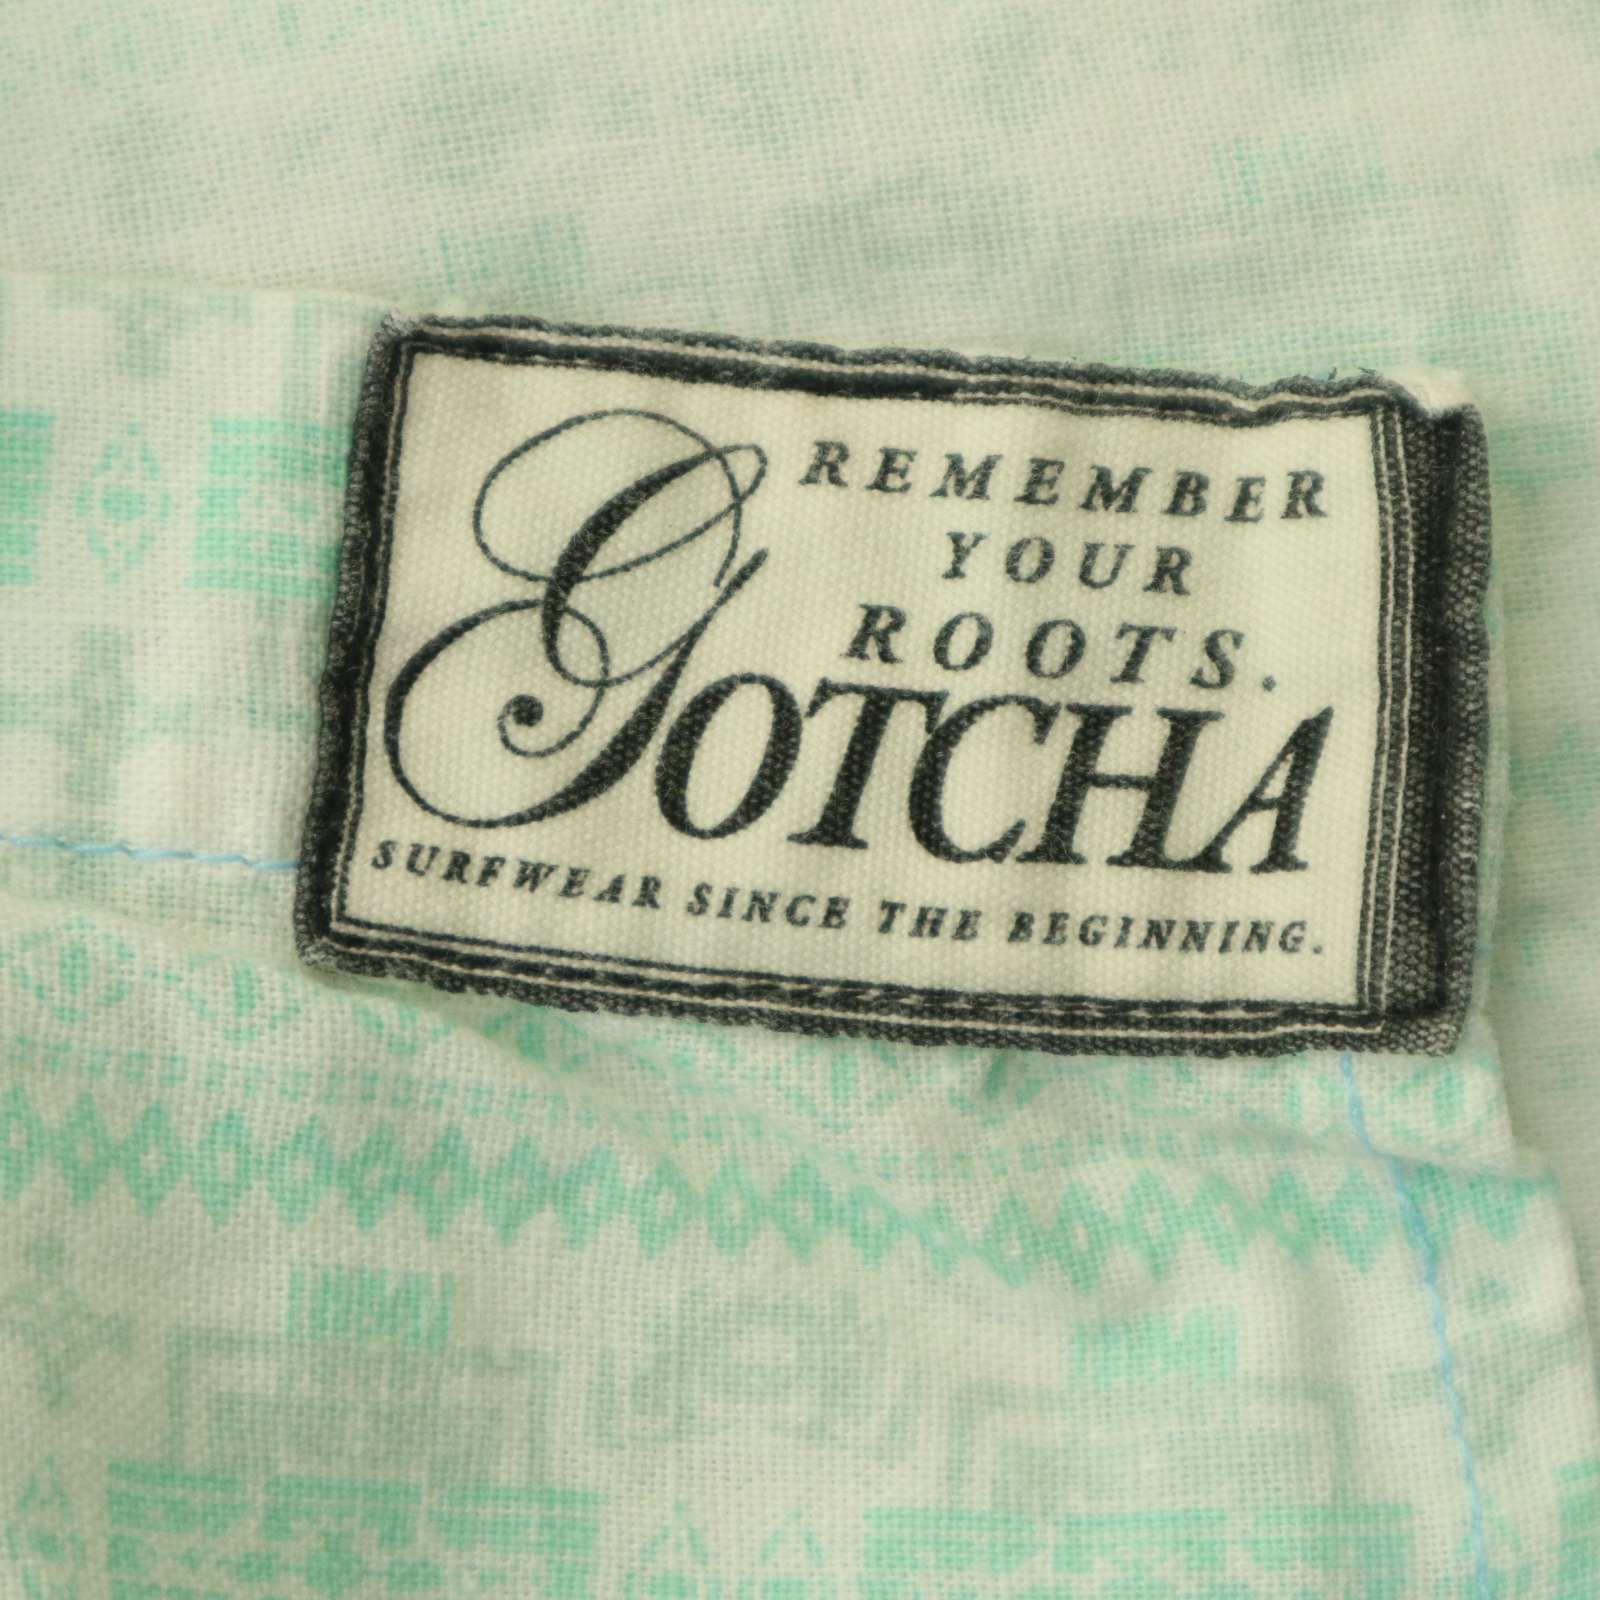 REMEMBER
YOUR
ROOTS.
GOTCHA
SURFWEAR SINCE THE BEGINNING.